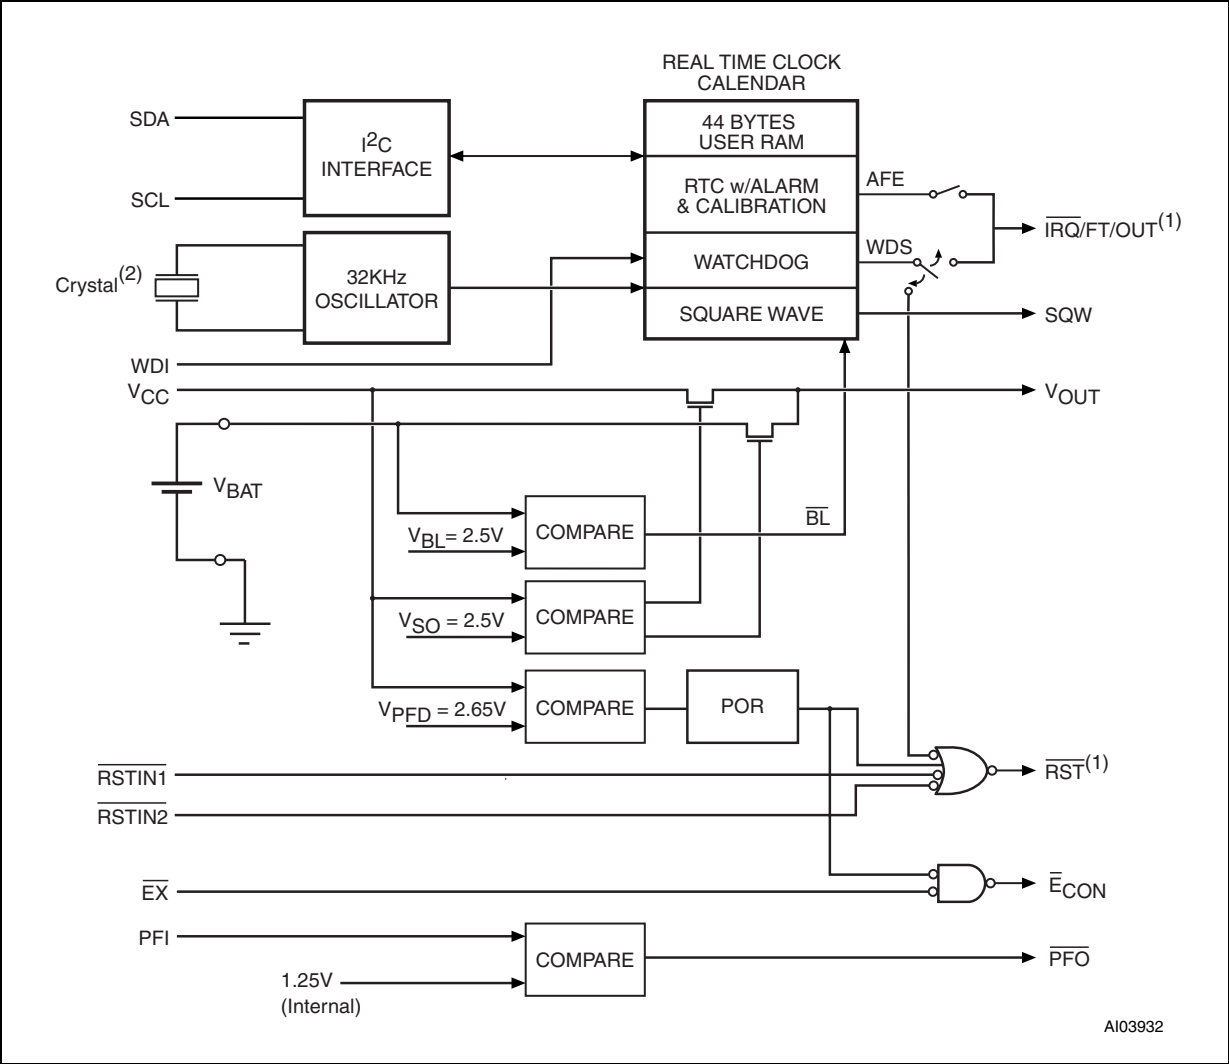 REAL TIME CLOCK
CALENDAR
SDA
SCL
I2C
INTERFACE
44 BYTES
USER RAM
RTC w/ALARM
& CALIBRATION
AFE
IRQ/FT/OUT(1)
Crystal(2)
32KHz
OSCILLATOR
WATCHDOG
WDS
SQUARE WAVE
SQW
WDI
VCC
VOUT
VBAT
VBL= 2.5V
COMPARE
BL
VSO = 2.5V
COMPARE
VPFD = 2.65V
COMPARE
POR
RSTIN1
RST(1)
RSTIN2
EX
ECON
PFI
COMPARE
PFO
1.25V
(Internal)
AI03932